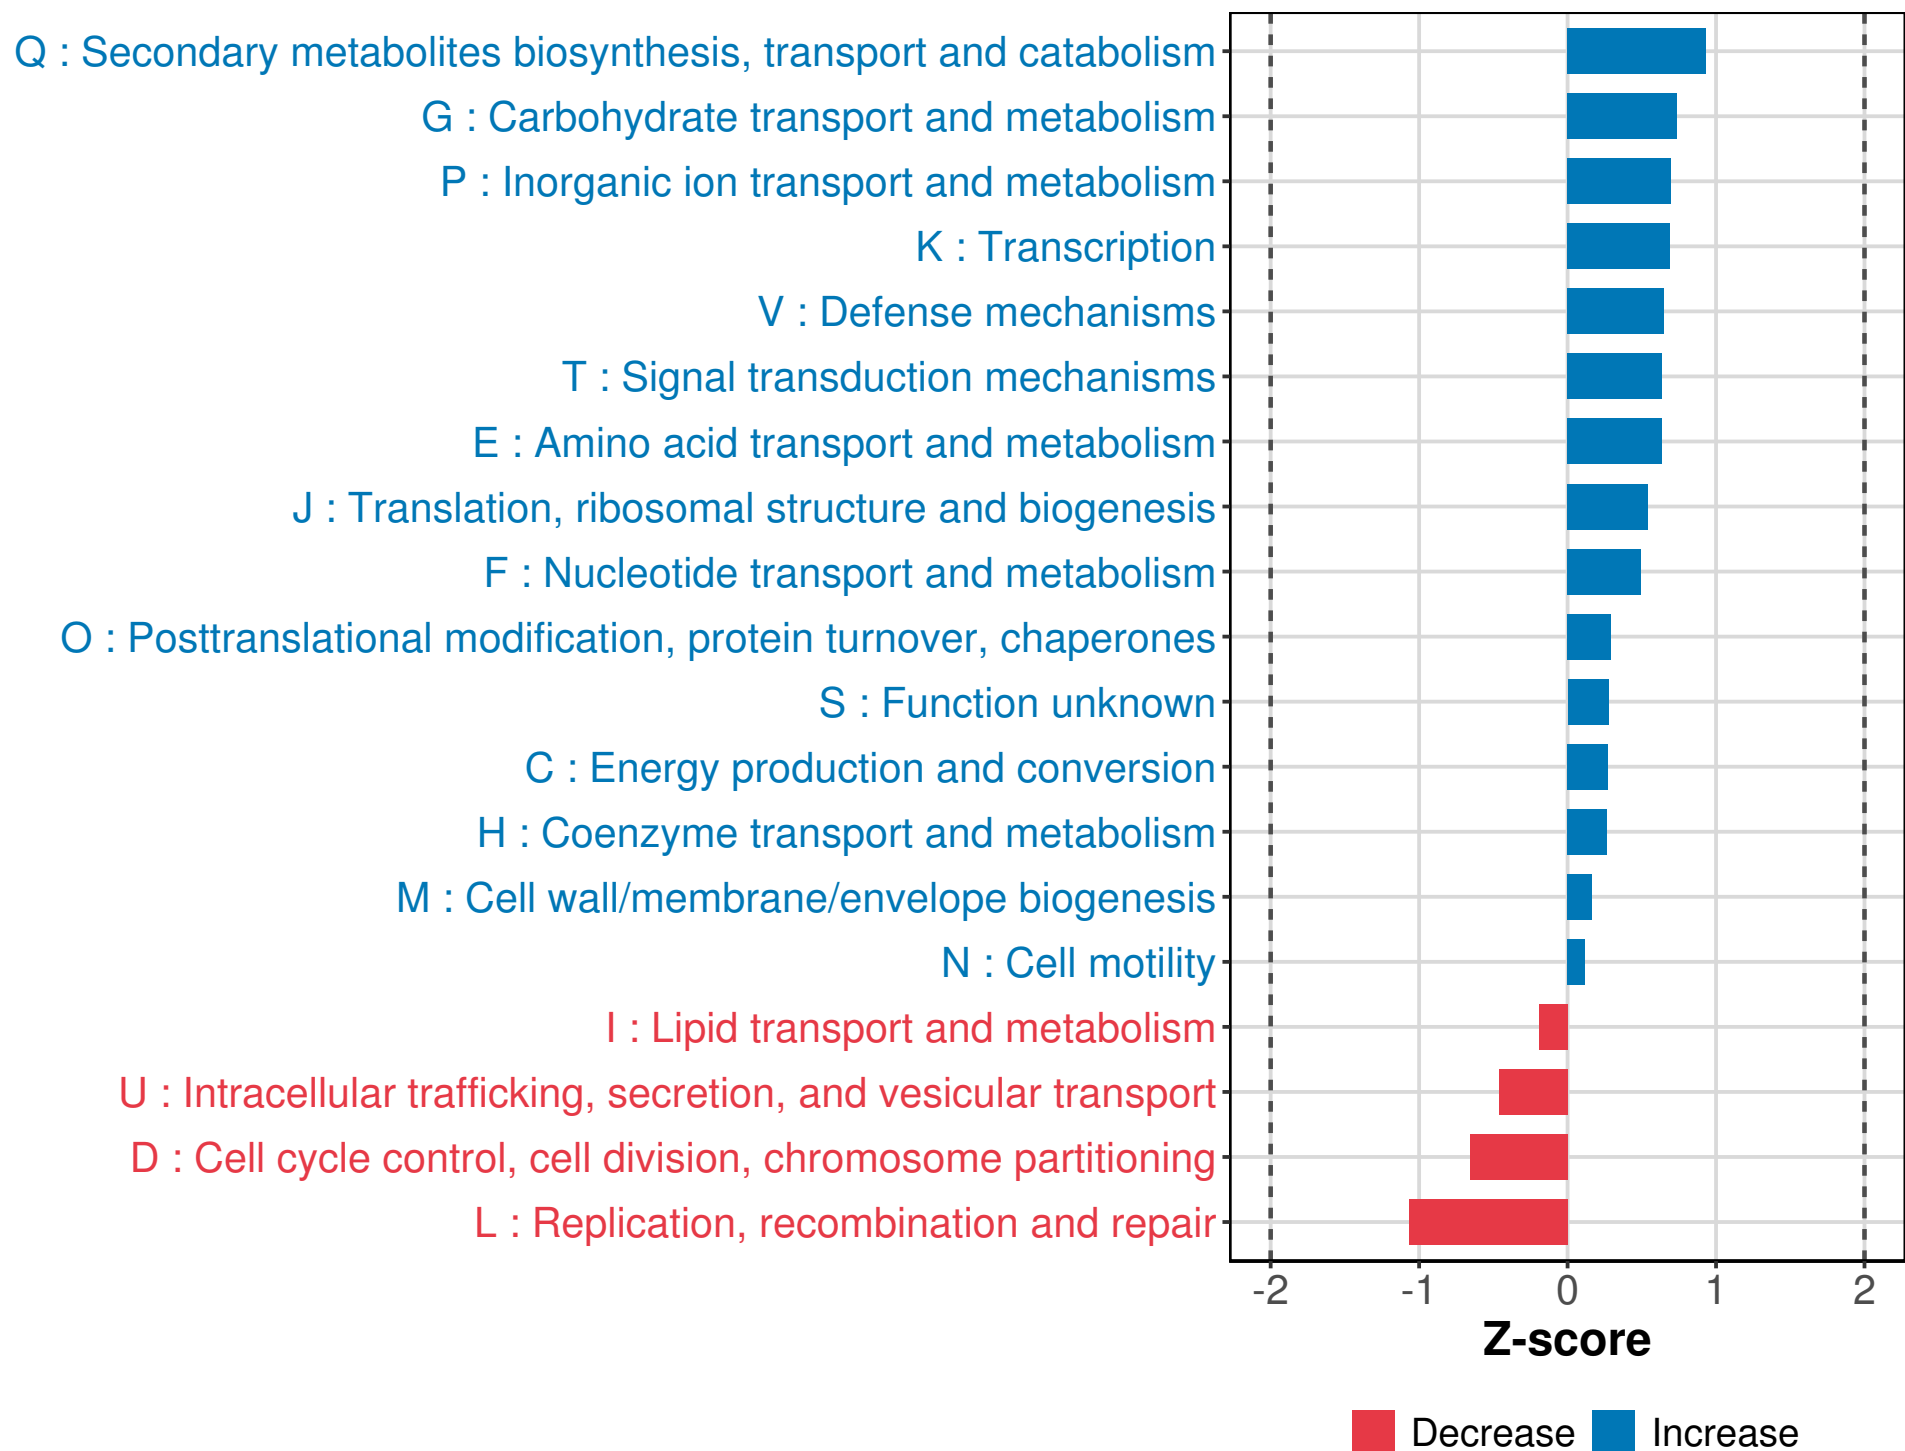 Q : Secondary metabolites biosynthesis, transport and catabolism
G : Carbohydrate transport and metabolism
P : Inorganic ion transport and metabolism
K : Transcription
V : Defense mechanisms
T : Signal transduction mechanisms
E : Amino acid transport and metabolism
J : Translation, ribosomal structure and biogenesis
F : Nucleotide transport and metabolism
O : Posttranslational modification, protein turnover, chaperones
S : Function unknown
C : Energy production and conversion
H : Coenzyme transport and metabolism
M : Cell wall/membrane/envelope biogenesis
N : Cell motility
I : Lipid transport and metabolism
U : Intracellular trafficking, secretion, and vesicular transport
D : Cell cycle control, cell division, chromosome partitioning
L : Replication, recombination and repair
-2 -1 0 1 2
Z-score
Decrease Increase